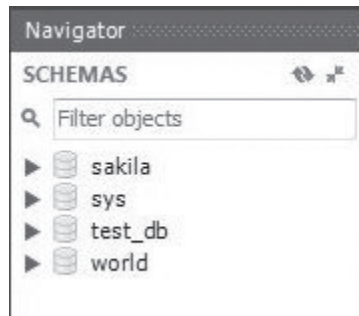 Navigator
SCHEMAS
Filter objects
sakila
sys
test_db
world